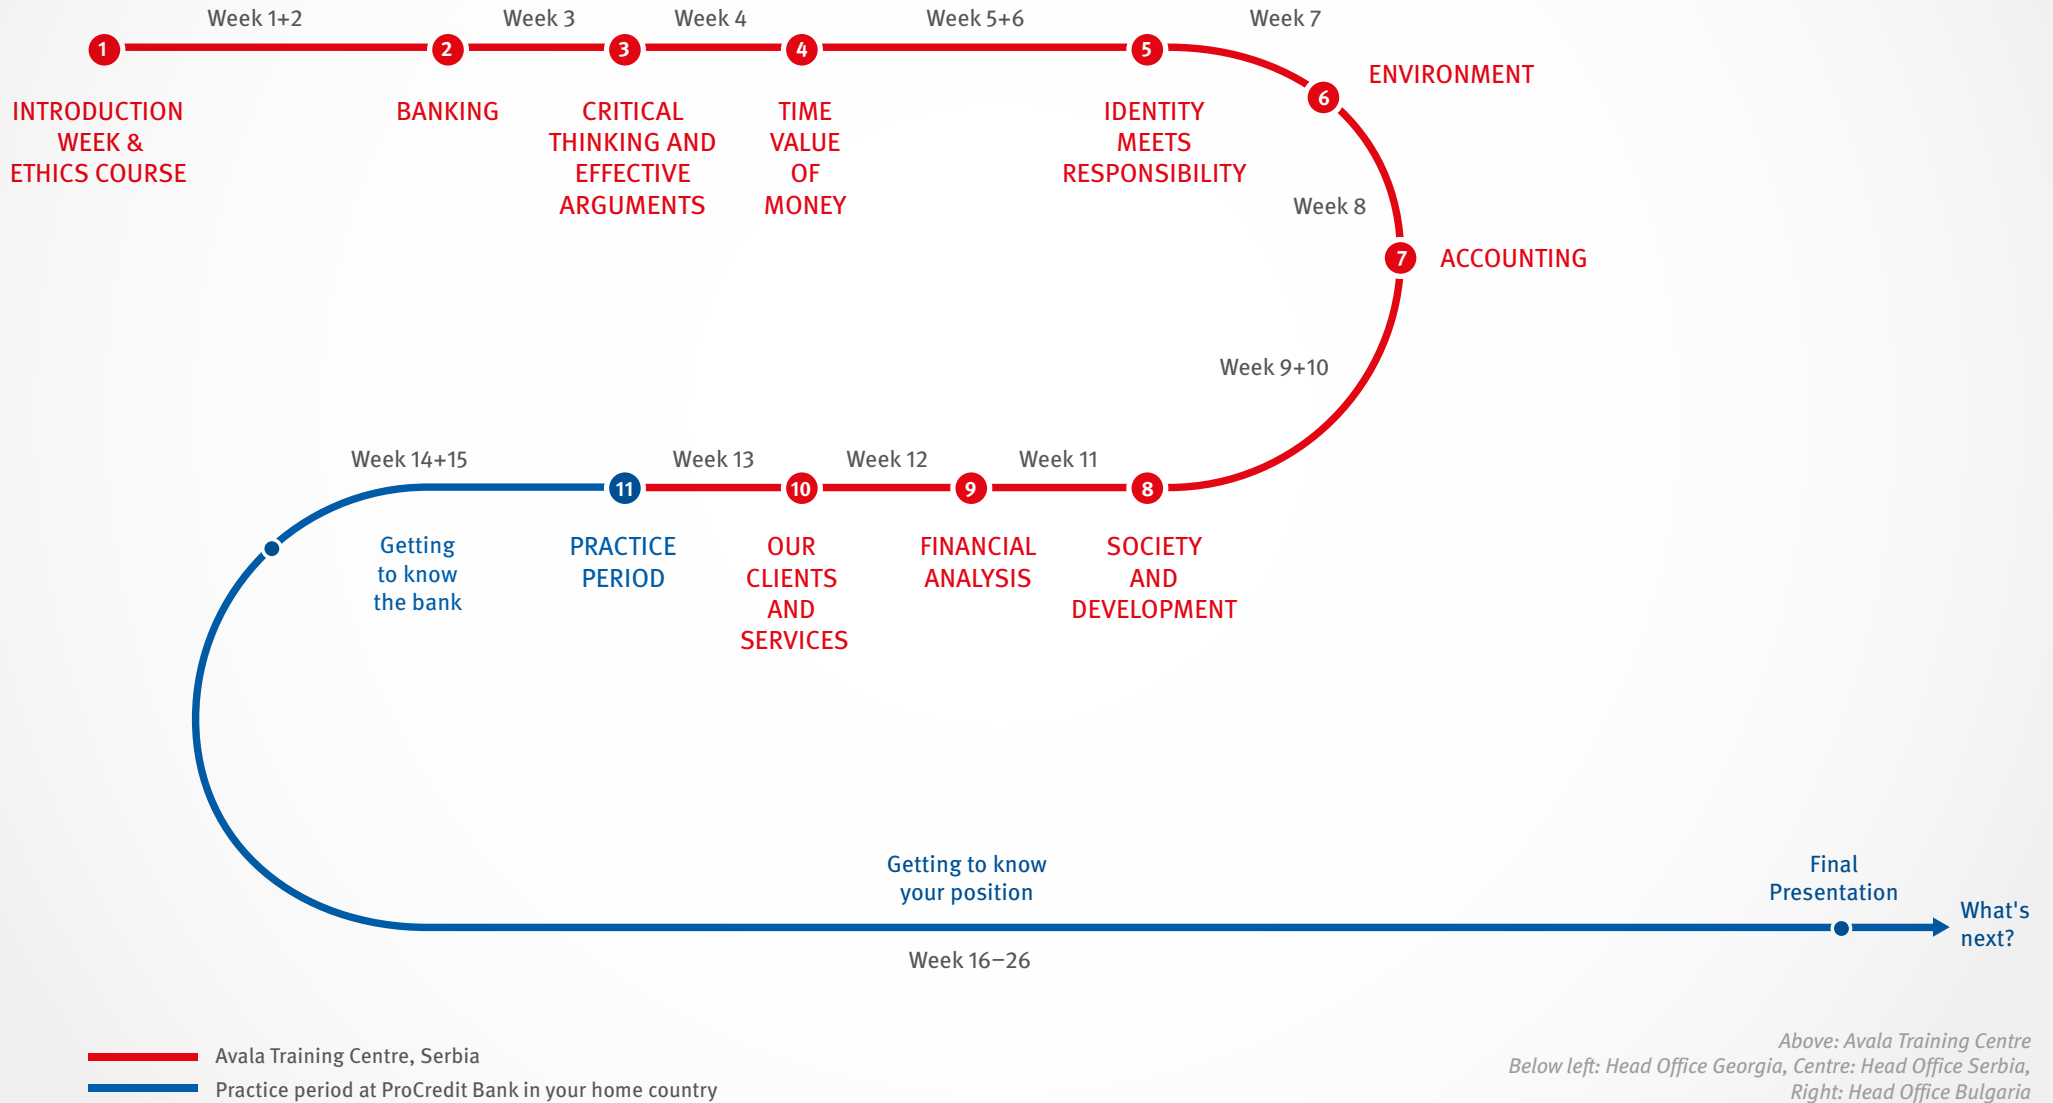 Week 1+2
Week 3
Week 4
Week 5+6
Week 7
1
2
3
4
5
6
INTRODUCTION
WEEK &
ETHICS COURSE
BANKING
CRITICAL
THINKING AND
EFFECTIVE
ARGUMENTS
TIME
VALUE
OF
MONEY
IDENTITY
MEETS
RESPONSIBILITY
ENVIRONMENT
Week 8
7
ACCOUNTING
Week 9+10
Week 14+15
Week 13
Week 12
Week 11
11
10
9
8
Getting
to know
the bank
PRACTICE
PERIOD
OUR
CLIENTS
AND
SERVICES
FINANCIAL
ANALYSIS
SOCIETY
AND
DEVELOPMENT
Getting to know
your position
Final
Presentation
What's
next?
Week 16–26
Avala Training Centre, Serbia
Practice period at ProCredit Bank in your home country
Above: Avala Training Centre
Below left: Head Office Georgia, Centre: Head Office Serbia,
Right: Head Office Bulgaria